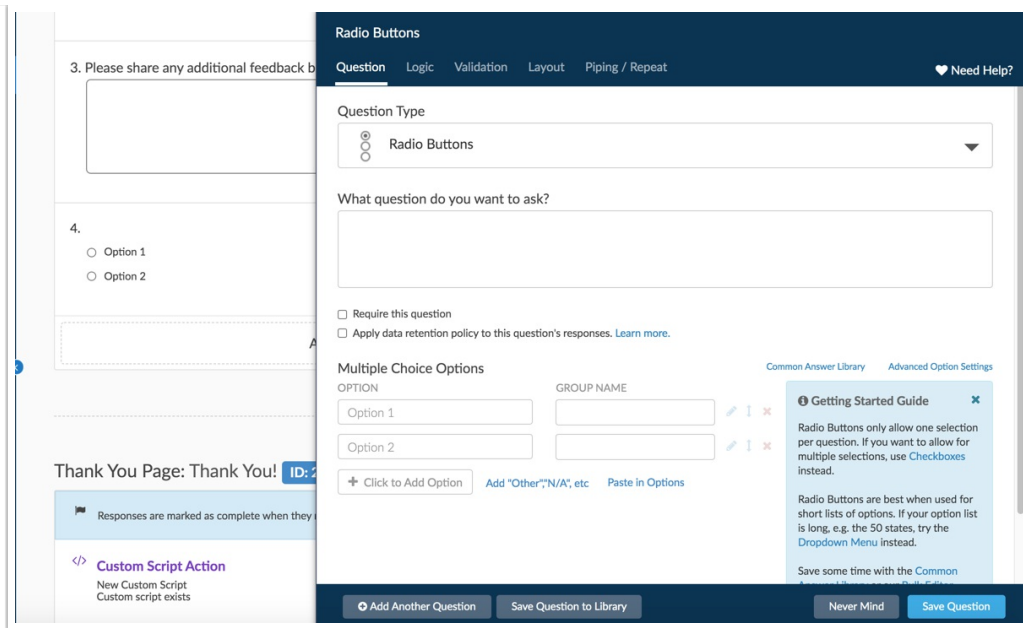 3. Please share any additional feedback b
4.
Option 1
Option 2
A
Thank You Page: Thank You! ID: 2
Responses are marked as complete when they
</>
Custom Script Action
New Custom Script
Custom script exists
Radio Buttons
Question Logic Validation Layout Piping / Repeat
Need Help?
Question Type
Radio Buttons
What question do you want to ask?
Require this question
Apply data retention policy to this question's responses. Learn more.
Multiple Choice Options
Common Answer Library Advanced Option Settings
OPTION GROUP NAME
Option 1
Option 2
+ Click to Add Option Add "Other","N/A", etc Paste in Options
Getting Started Guide
Radio Buttons only allow one selection
per question. If you want to allow for
multiple selections, use Checkboxes
instead.
Radio Buttons are best when used for
short lists of options. If your option list
is long, e.g. the 50 states, try the
Dropdown Menu instead.
Save some time with the Common
Add Another Question Save Question to Library Never Mind Save Question